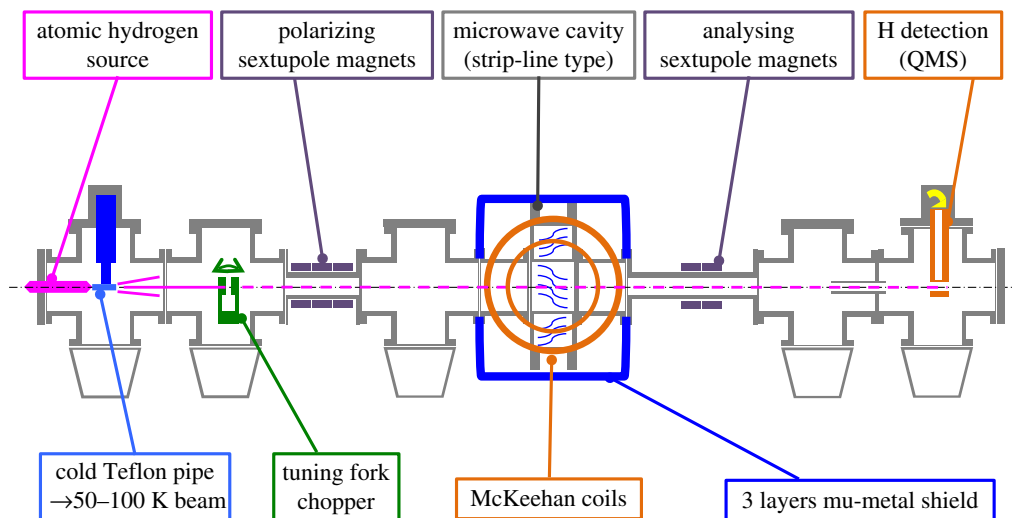 atomic hydrogen
source
polarizing
sextupole magnets
microwave cavity
(strip-line type)
analysing
sextupole magnets
H detection
(QMS)
cold Teflon pipe
→50–100 K beam
tuning fork
chopper
McKeehan coils
3 layers mu-metal shield